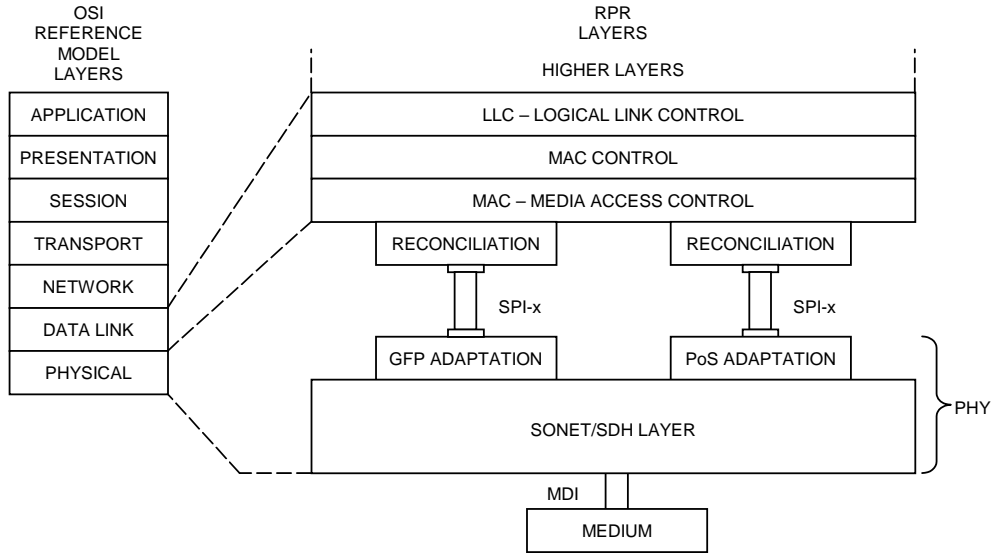 OSI
REFERENCE
MODEL
LAYERS
APPLICATION
PRESENTATION
SESSION
TRANSPORT
NETWORK
DATA LINK
PHYSICAL
RPR
LAYERS
HIGHER LAYERS
LLC – LOGICAL LINK CONTROL
MAC CONTROL
MAC – MEDIA ACCESS CONTROL
RECONCILIATION
RECONCILIATION
SPI-x
SPI-x
GFP ADAPTATION
PoS ADAPTATION
PHY
SONET/SDH LAYER
MDI
MEDIUM